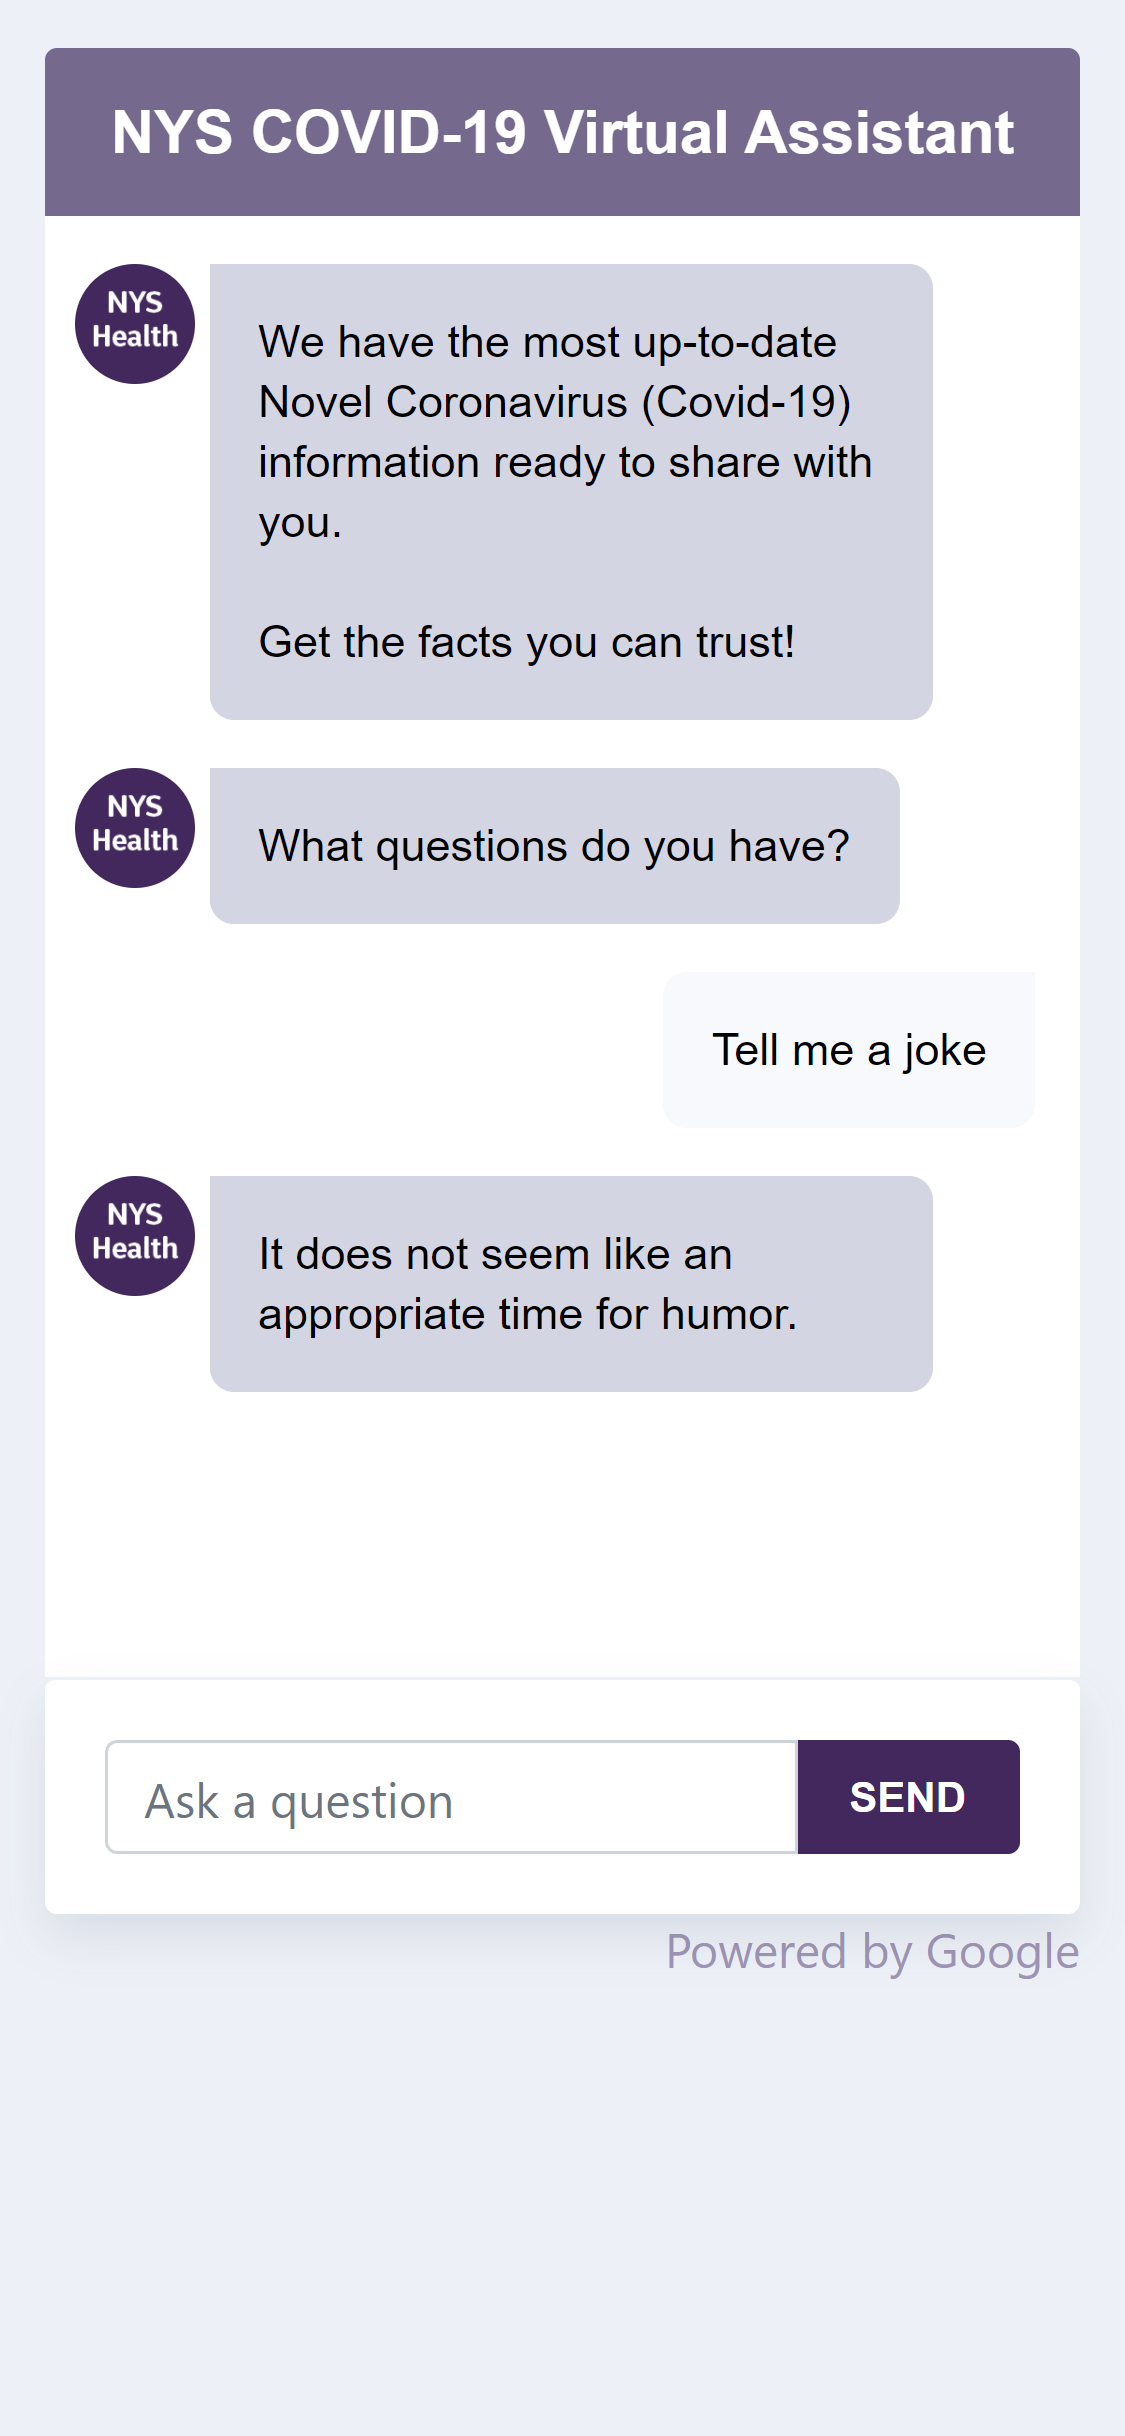 NYS COVID-19 Virtual Assistant
NYS
Health
We have the most up-to-date
Novel Coronavirus (Covid-19)
information ready to share with
you.
Get the facts you can trust!
NYS
Health
What questions do you have?
Tell me a joke
NYS
Health
It does not seem like an
appropriate time for humor.
Ask a question
SEND
Powered by Google